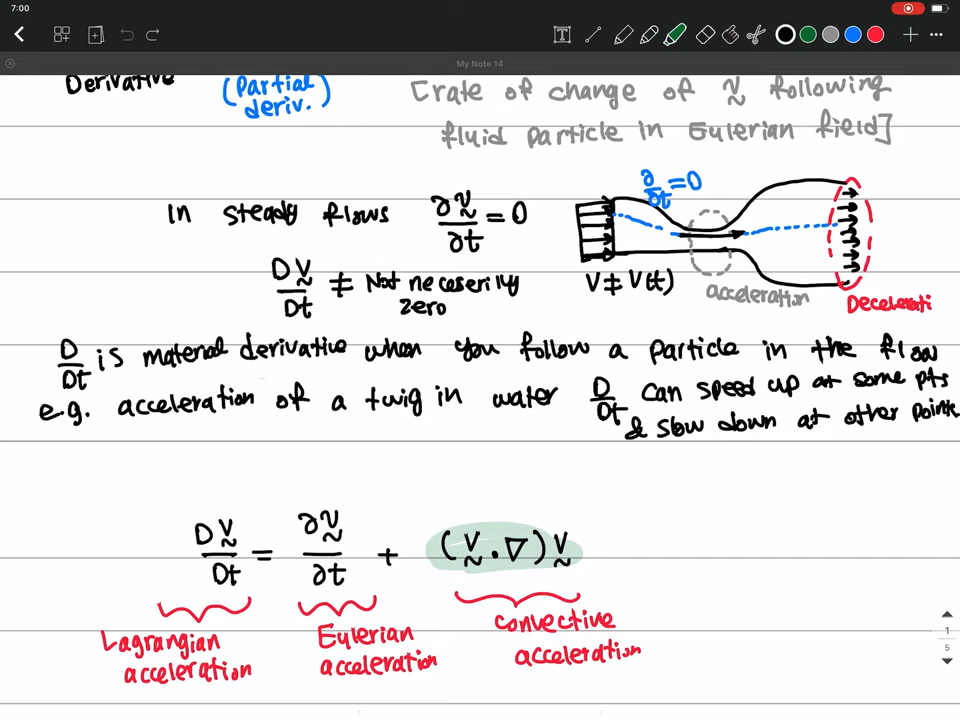 7:00
My Note 14
Derivative (Partial deriv.)
[rate of change of V following
fluid particle in Eulerian field]
∂/∂t = 0
In steady flows ∂V/∂t = 0
DV/Dt ≠ Not neceserily zero
V ≠ V(t)
acceleration
Decelerati
D/Dt is material derivative when you follow a particle in the flow
e.g. acceleration of a twig in water D/Dt can speed up at some pts
& slow down at other points
DV/Dt = ∂V/∂t + (V·∇)V
Lagrangian acceleration
Eulerian acceleration
convective acceleration
1
5